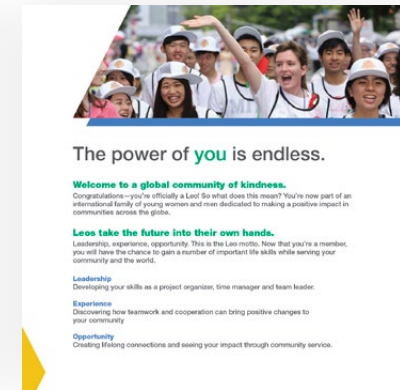 The power of you is endless.
Welcome to a global community of kindness.
Congratulations—you're officially a Leo! So what does this mean? You're now part of an
international family of young women and men dedicated to making a positive impact in
communities across the globe.
Leos take the future into their own hands.
Leadership, experience, opportunity. This is the Leo motto. Now that you're a member,
you will have the chance to gain a number of important life skills while serving your
community and the world.
Leadership
Developing your skills as a project organizer, time manager and team leader.
Experience
Discovering how teamwork and cooperation can bring positive changes to
your community
Opportunity
Creating lifelong connections and seeing your impact through community service.